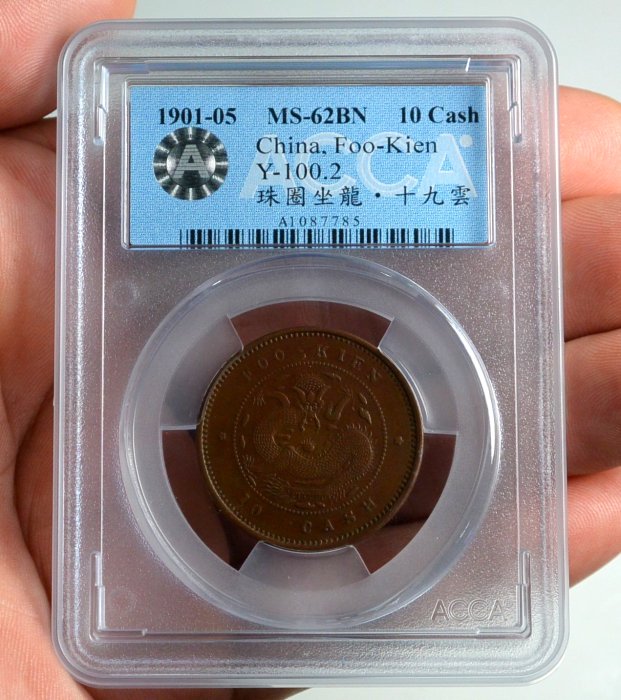 1901-05 MS-62BN 10 Cash
China, Foo-Kien
ACCA
Y-100.2
珠圈坐龍・十九雲
A1087785
A
FOO-KIEN
10 CASH
ACCA